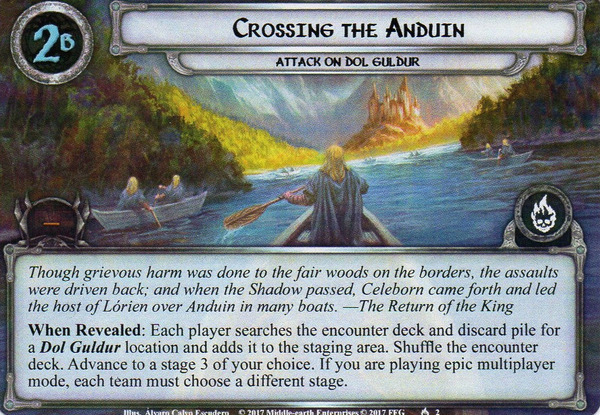 2B
CROSSING THE ANDUIN
ATTACK ON DOL GULDUR
–
Though grievous harm was done to the fair woods on the borders, the assaults
were driven back; and when the Shadow passed, Celeborn came forth and led
the host of Lórien over Anduin in many boats. —The Return of the King
When Revealed: Each player searches the encounter deck and discard pile for
a Dol Guldur location and adds it to the staging area. Shuffle the encounter
deck. Advance to a stage 3 of your choice. If you are playing epic multiplayer
mode, each team must choose a different stage.
Illus. Álvaro Calvo Escudero © 2017 Middle-earth Enterprises © 2017 FFG 2